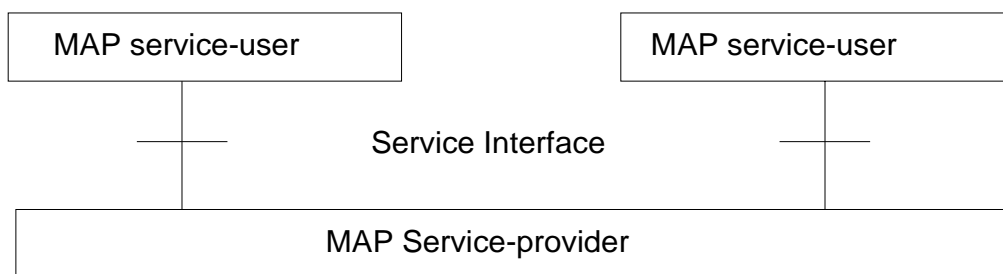 MAP service-user
MAP service-user
Service Interface
MAP Service-provider